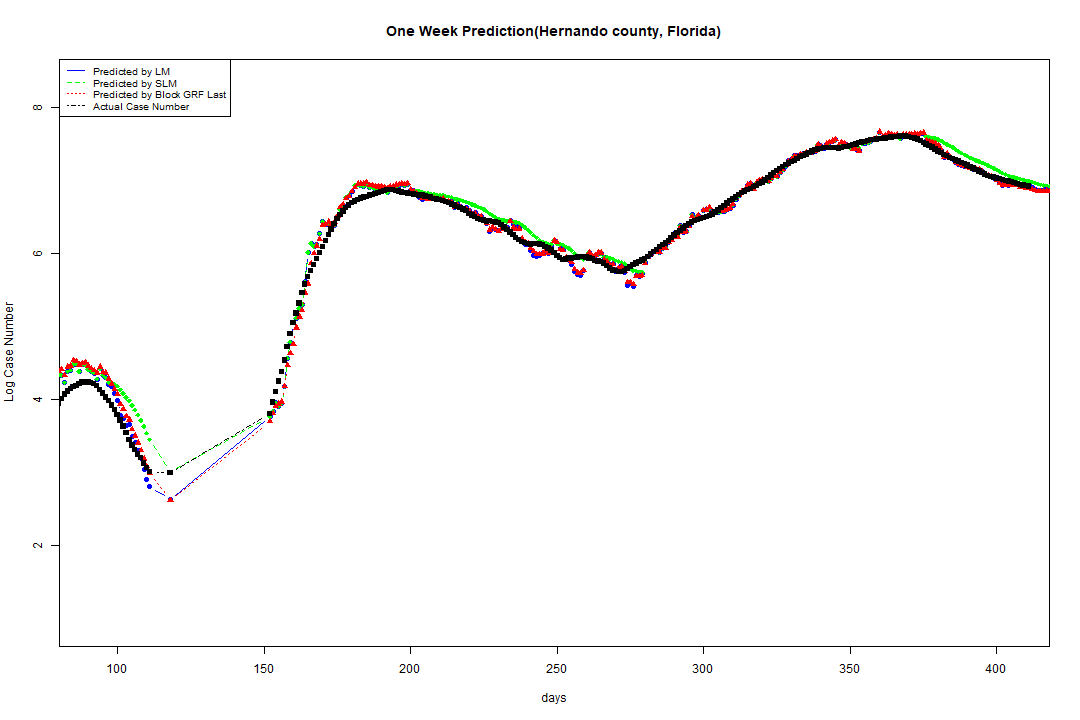 One Week Prediction(Hernando county, Florida)
Predicted by LM
Predicted by SLM
Predicted by Block GRF Last
Actual Case Number
8
6
4
2
Log Case Number
100 150 200 250 300 350 400
days